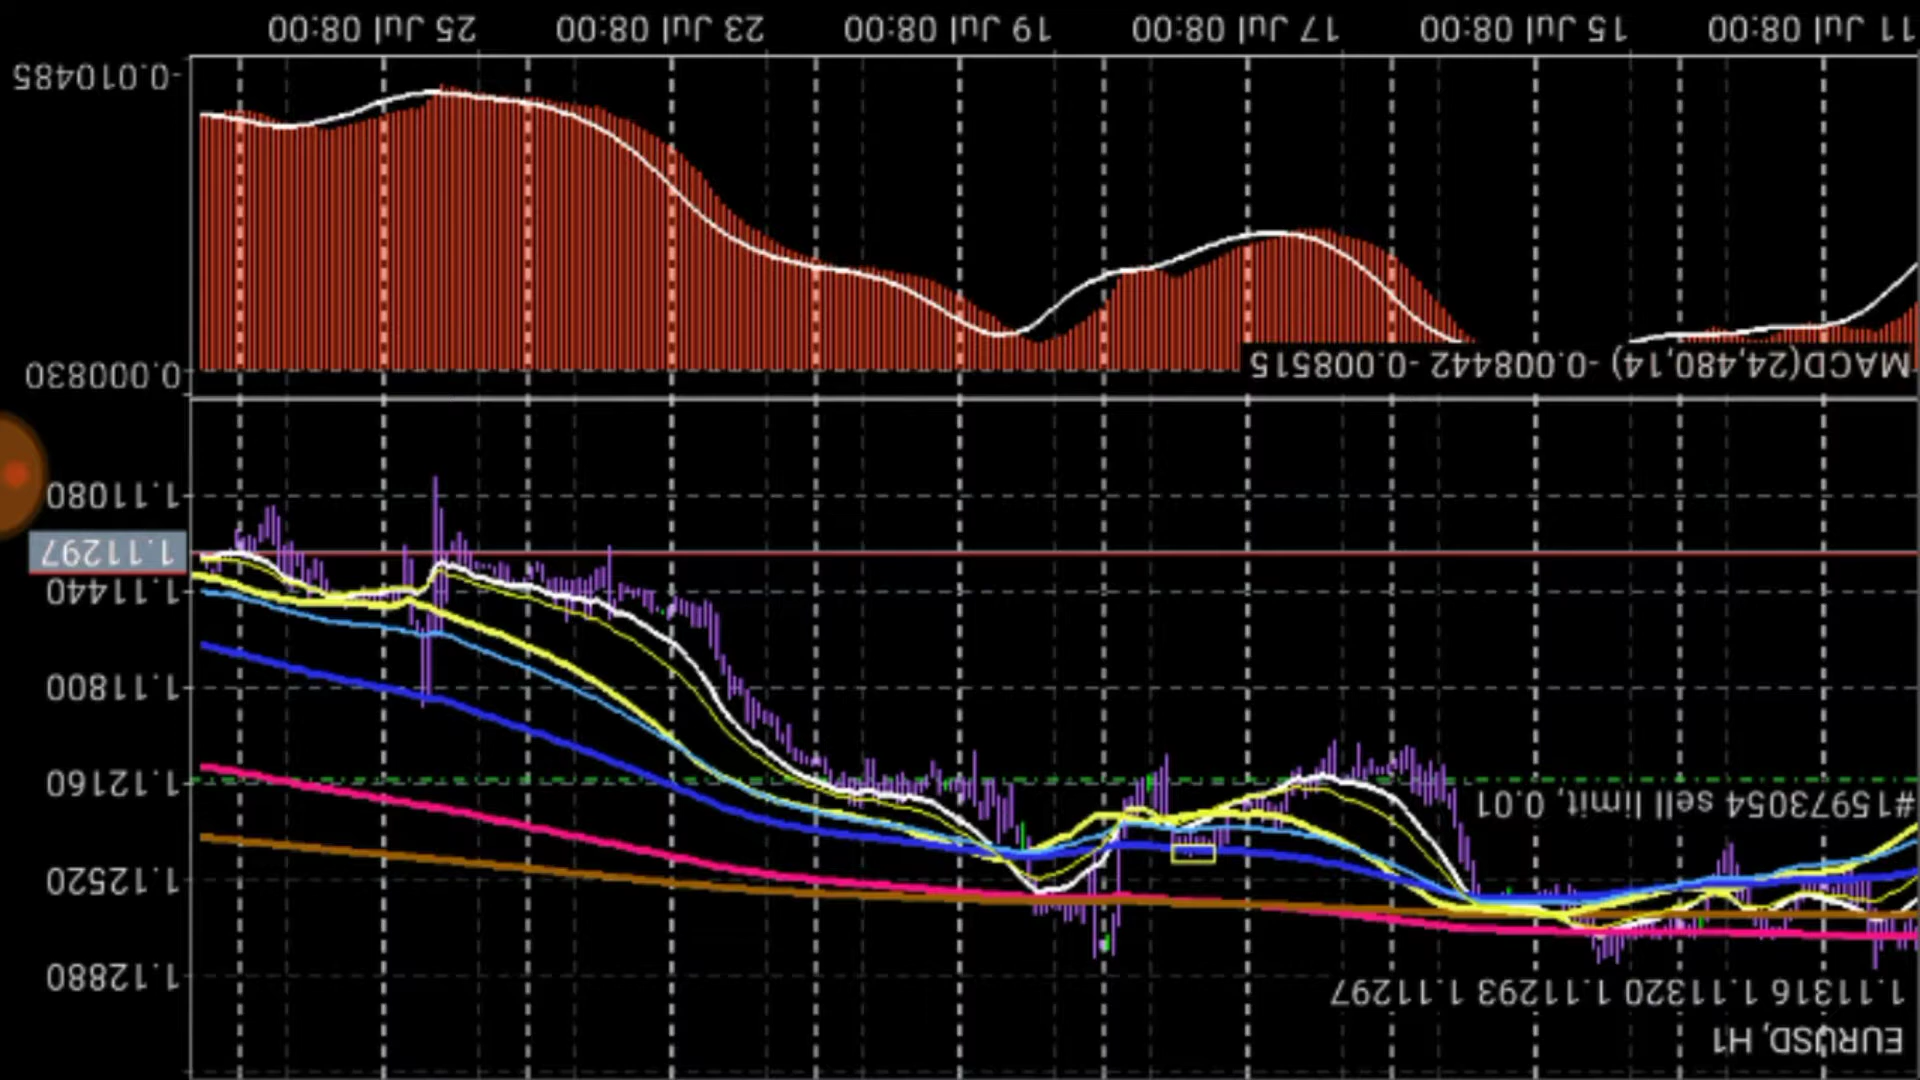 EURUSD, H1
1.11316 1.11320 1.11293 1.11297
1.12880
1.12520
#15973054 sell limit, 0.01
1.12160
1.11800
1.11440
1.11297
1.11080
MACD(24,480,14) -0.008442 -0.008515
0.000830
-0.010485
11 Jul 08:00 15 Jul 08:00 17 Jul 08:00 19 Jul 08:00 23 Jul 08:00 25 Jul 08:00